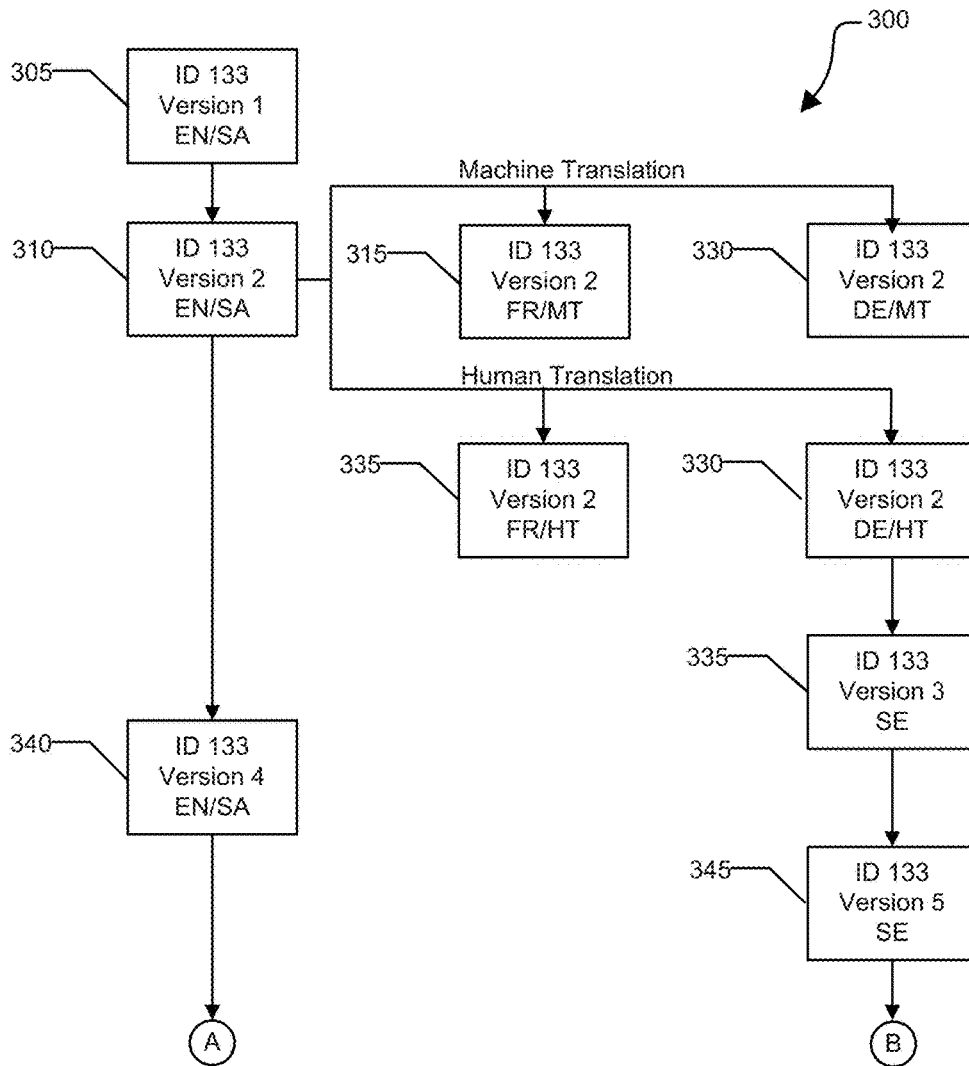 300
305
ID 133
Version 1
EN/SA
Machine Translation
310
ID 133
Version 2
EN/SA
315
ID 133
Version 2
FR/MT
330
ID 133
Version 2
DE/MT
Human Translation
335
ID 133
Version 2
FR/HT
330
ID 133
Version 2
DE/HT
335
ID 133
Version 3
SE
340
ID 133
Version 4
EN/SA
345
ID 133
Version 5
SE
A
B